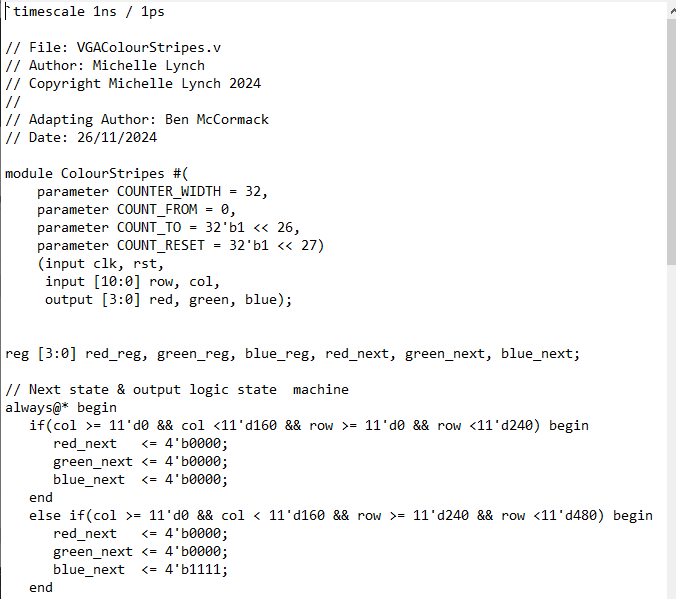 `timescale 1ns / 1ps

// File: VGAColourStripes.v
// Author: Michelle Lynch
// Copyright Michelle Lynch 2024
//
// Adapting Author: Ben McCormack
// Date: 26/11/2024

module ColourStripes #(
    parameter COUNTER_WIDTH = 32,
    parameter COUNT_FROM = 0,
    parameter COUNT_TO = 32'b1 << 26,
    parameter COUNT_RESET = 32'b1 << 27)
    (input clk, rst,
     input [10:0] row, col,
     output [3:0] red, green, blue);


reg [3:0] red_reg, green_reg, blue_reg, red_next, green_next, blue_next;

// Next state & output logic state  machine
always@* begin
   if(col >= 11'd0 && col <11'd160 && row >= 11'd0 && row <11'd240) begin
      red_next   <= 4'b0000;
      green_next <= 4'b0000;
      blue_next  <= 4'b0000;
   end
   else if(col >= 11'd0 && col < 11'd160 && row >= 11'd240 && row <11'd480) begin
      red_next   <= 4'b0000;
      green_next <= 4'b0000;
      blue_next  <= 4'b1111;
   end